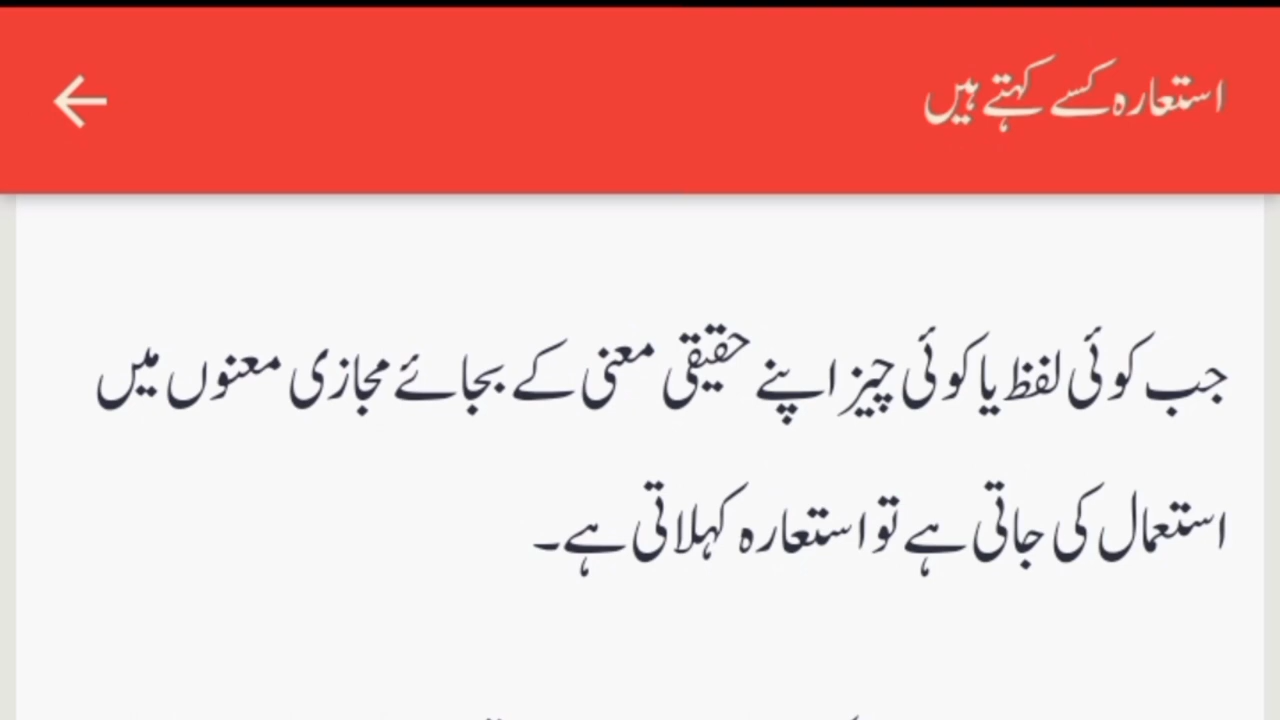 استعارہ کسے کہتے ہیں
جب کوئی لفظ یا کوئی چیز اپنے حقیقی معنی کے بجائے مجازی معنوں میں
استعمال کی جاتی ہے تو استعارہ کہلاتی ہے۔